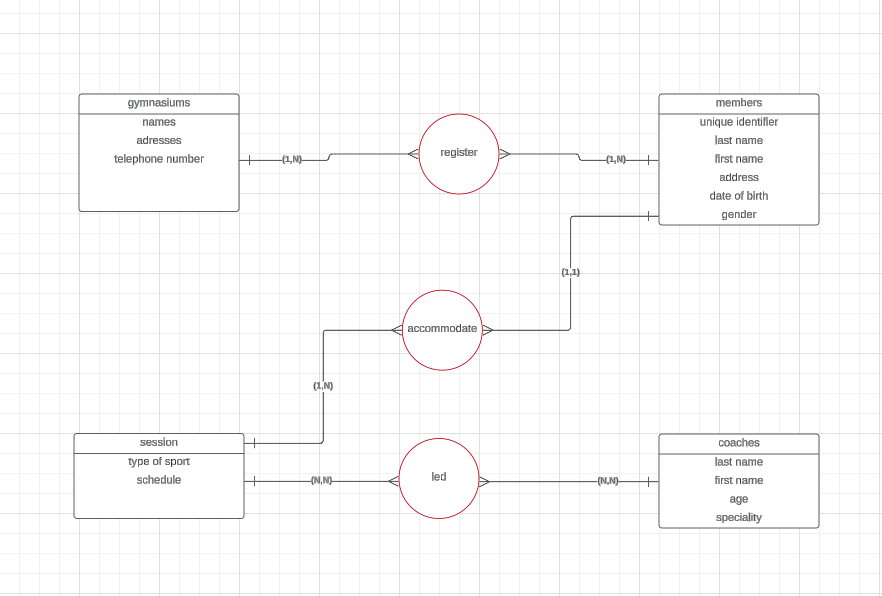 gymnasiums
names
adresses
telephone number
(1,N)
register
(1,N)
members
unique identifier
last name
first name
address
date of birth
gender
(1,1)
accommodate
(1,N)
session
type of sport
schedule
(N,N)
led
(N,N)
coaches
last name
first name
age
speciality